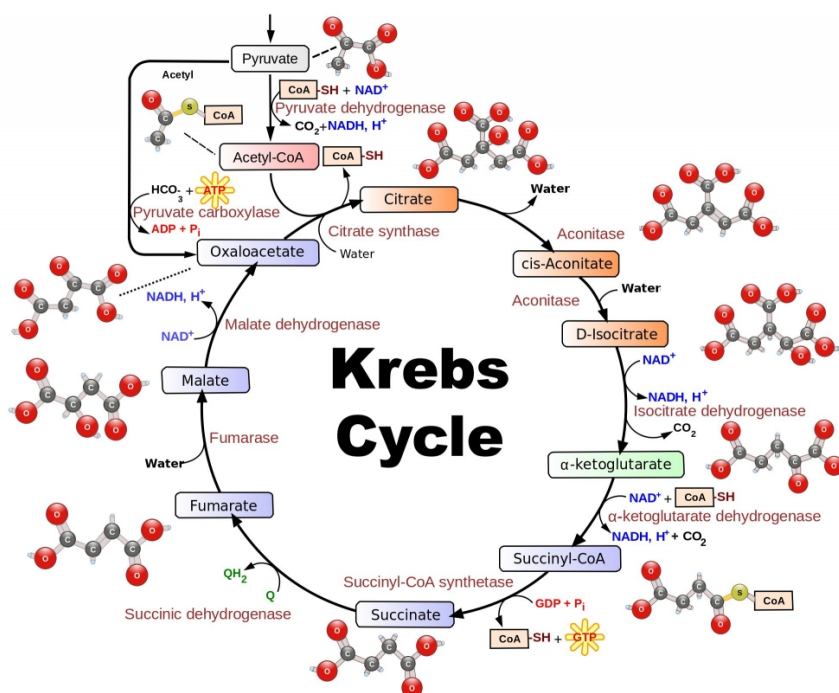 Pyruvate
Acetyl
CoA-SH + NAD⁺
Pyruvate dehydrogenase
CO₂+NADH, H⁺
S CoA
Acetyl-CoA
CoA-SH
HCO₃⁻ + ATP
Pyruvate carboxylase
ADP + Pᵢ
Citrate
Water
Citrate synthase
Water
Oxaloacetate
Aconitase
cis-Aconitate
Aconitase
Water
D-Isocitrate
NADH, H⁺
NAD⁺
Malate dehydrogenase
Krebs
Cycle
NAD⁺
NADH, H⁺
Isocitrate dehydrogenase
CO₂
Malate
Fumarase
Water
α-ketoglutarate
NAD⁺ + CoA-SH
α-ketoglutarate dehydrogenase
NADH, H⁺ + CO₂
Fumarate
Succinyl-CoA
QH₂
Q
Succinic dehydrogenase
Succinyl-CoA synthetase
GDP + Pᵢ
Succinate
CoA-SH + GTP
S CoA